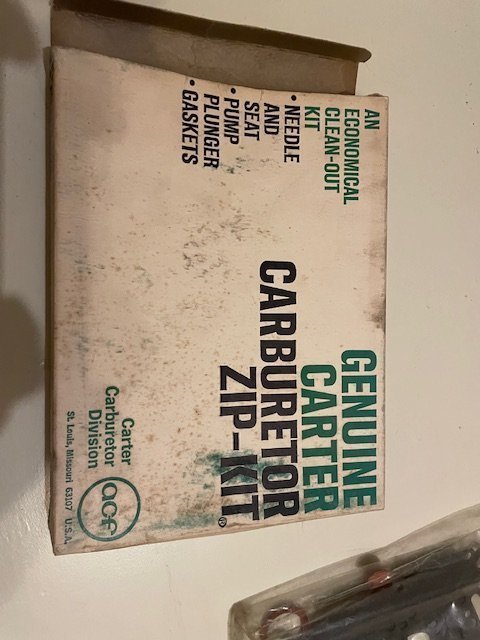 AN
ECONOMICAL
CLEAN-OUT
KIT
• NEEDLE
AND
SEAT
• PUMP
PLUNGER
• GASKETS
GENUINE
CARTER
CARBURETOR
ZIP-KIT®
Carter
Carburetor
Division
acf
St. Louis, Missouri 63107 U.S.A.